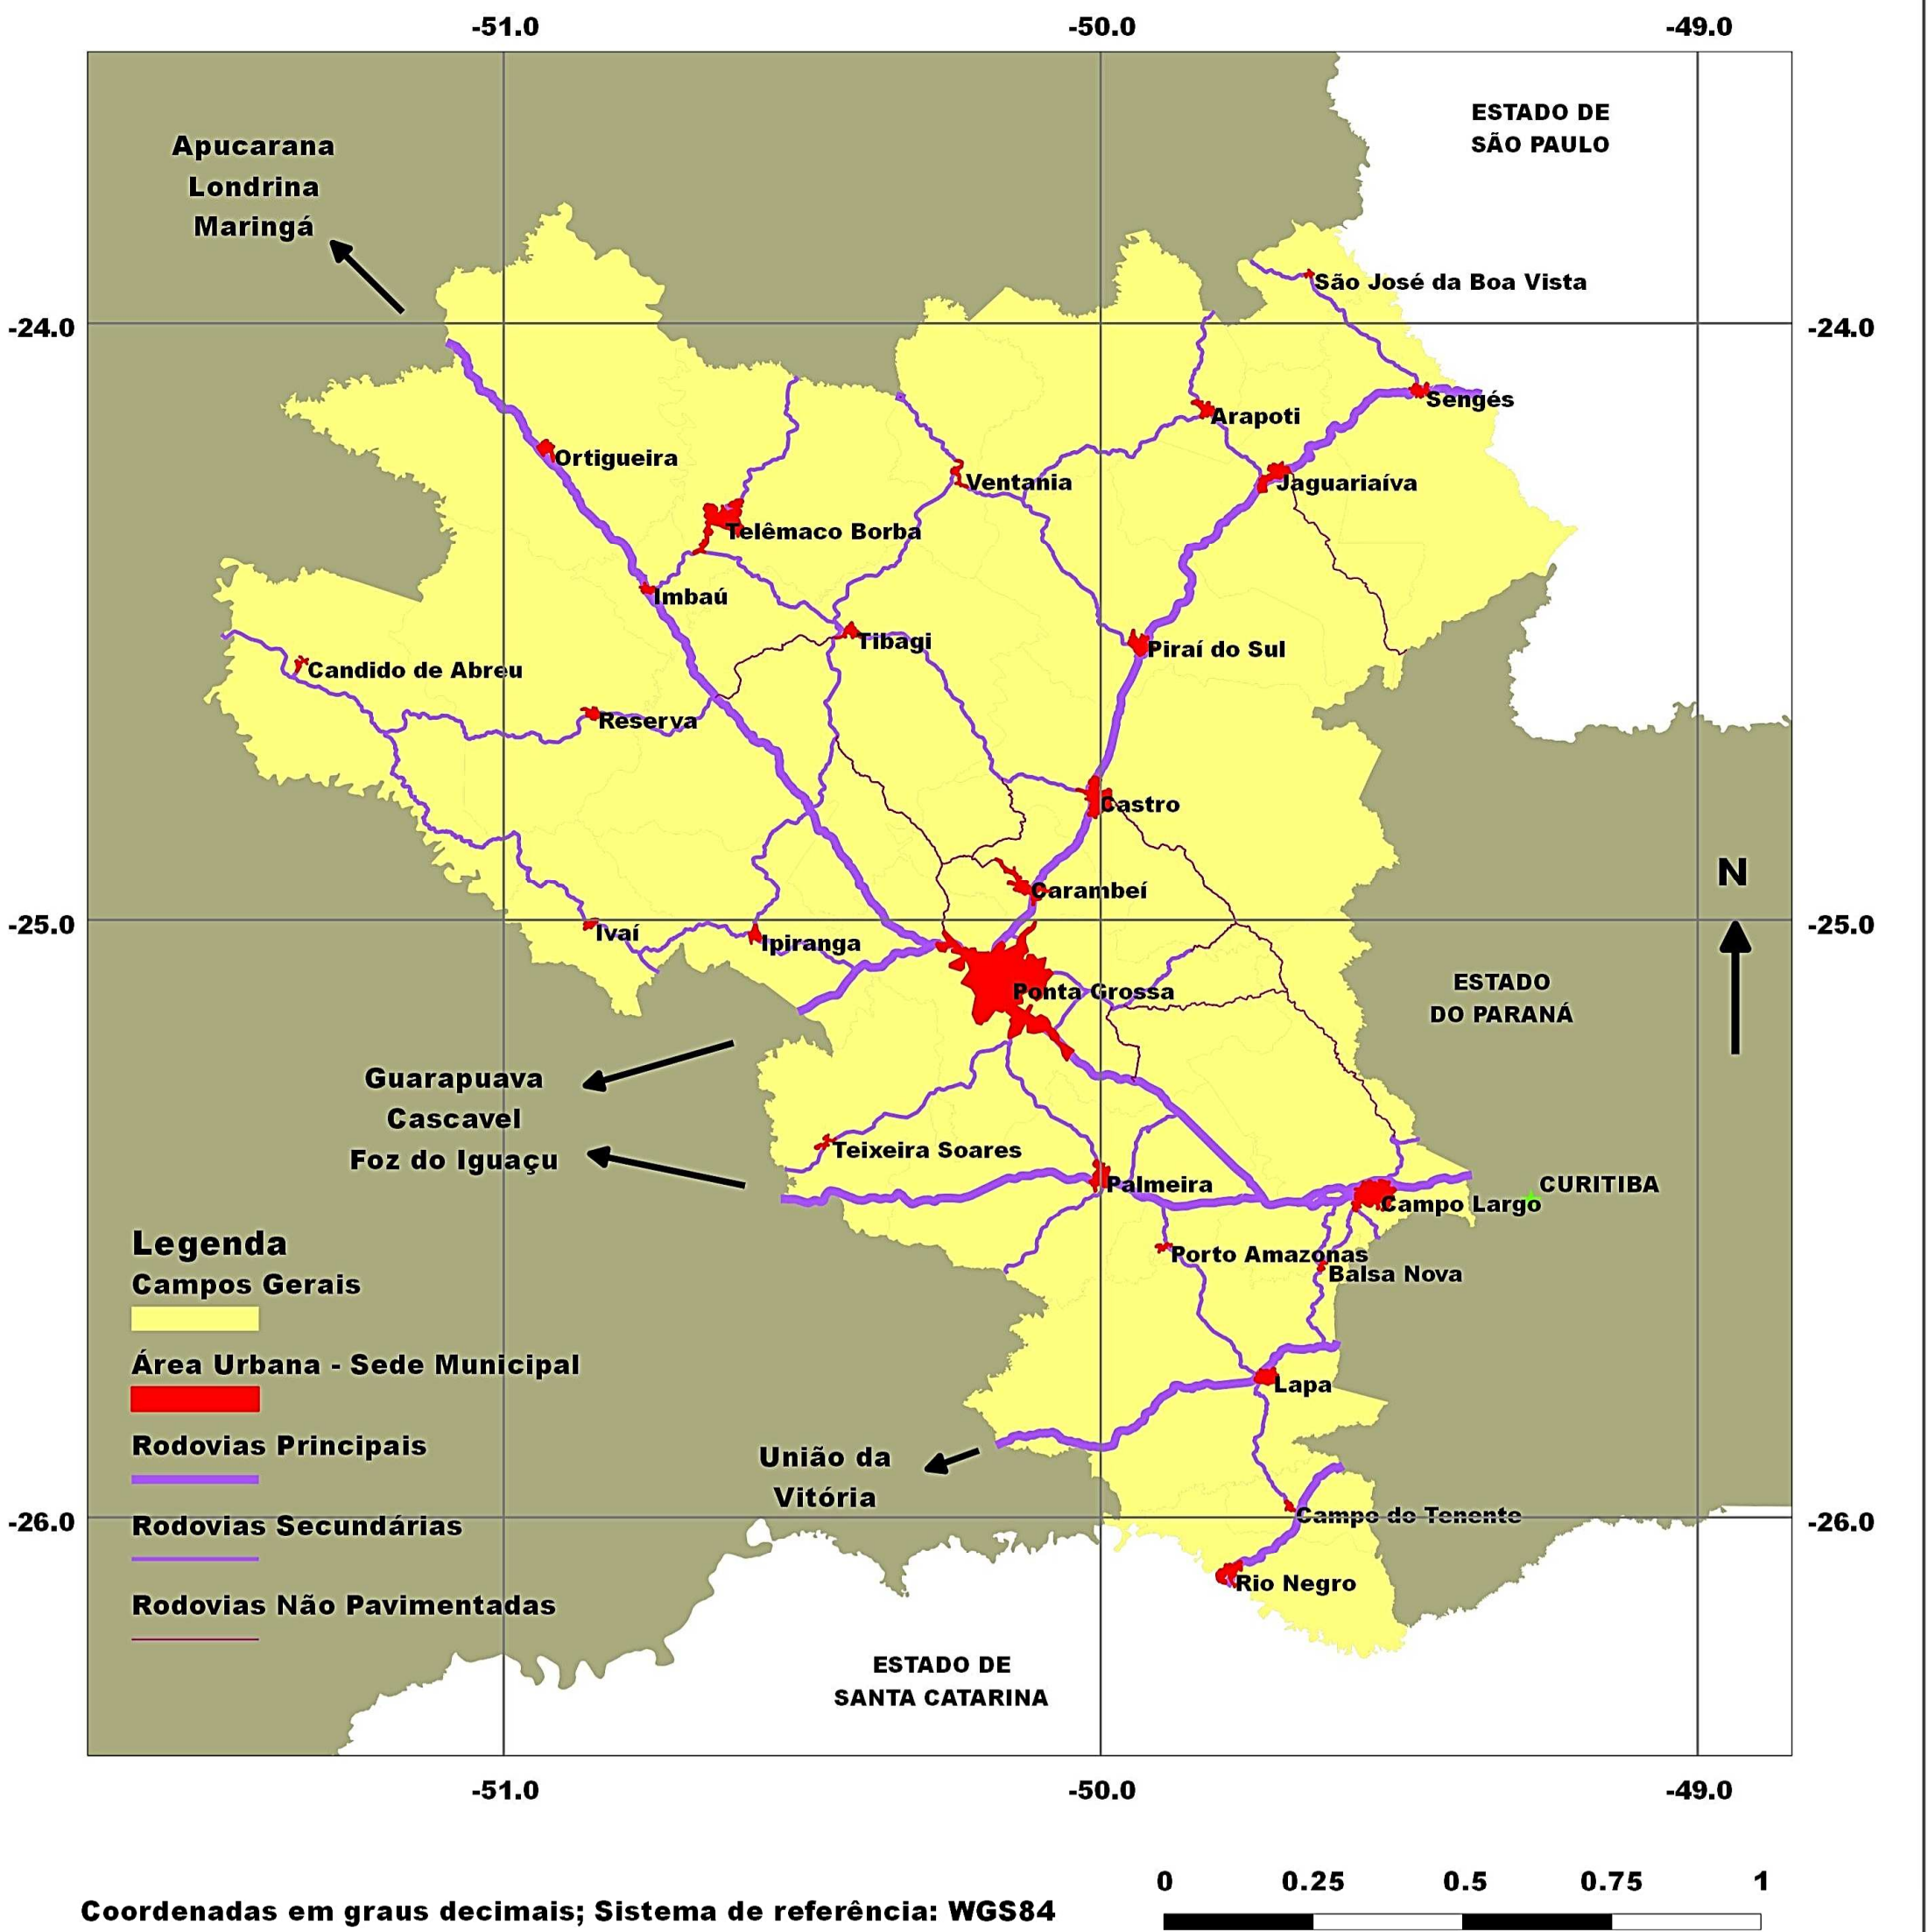 -51.0
-50.0
-49.0
ESTADO DE
SÃO PAULO
Apucarana
Londrina
Maringá
São José da Boa Vista
-24.0
-24.0
Sengés
Arapoti
Ortigueira
Ventania
Jaguariaíva
Telêmaco Borba
Imbaú
Tibagi
Piraí do Sul
Candido de Abreu
Reserva
Castro
N
Carambeí
-25.0
-25.0
Ivaí
Ipiranga
Ponta Grossa
ESTADO
DO PARANÁ
Guarapuava
Cascavel
Foz do Iguaçu
Teixeira Soares
Palmeira
CURITIBA
Campo Largo
Legenda
Porto Amazonas
Balsa Nova
Campos Gerais
Área Urbana - Sede Municipal
Lapa
Rodovias Principais
União da
Vitória
Campo do Tenente
-26.0
-26.0
Rodovias Secundárias
Rio Negro
Rodovias Não Pavimentadas
ESTADO DE
SANTA CATARINA
-51.0
-50.0
-49.0
0
0.25
0.5
0.75
1
Coordenadas em graus decimais; Sistema de referência: WGS84